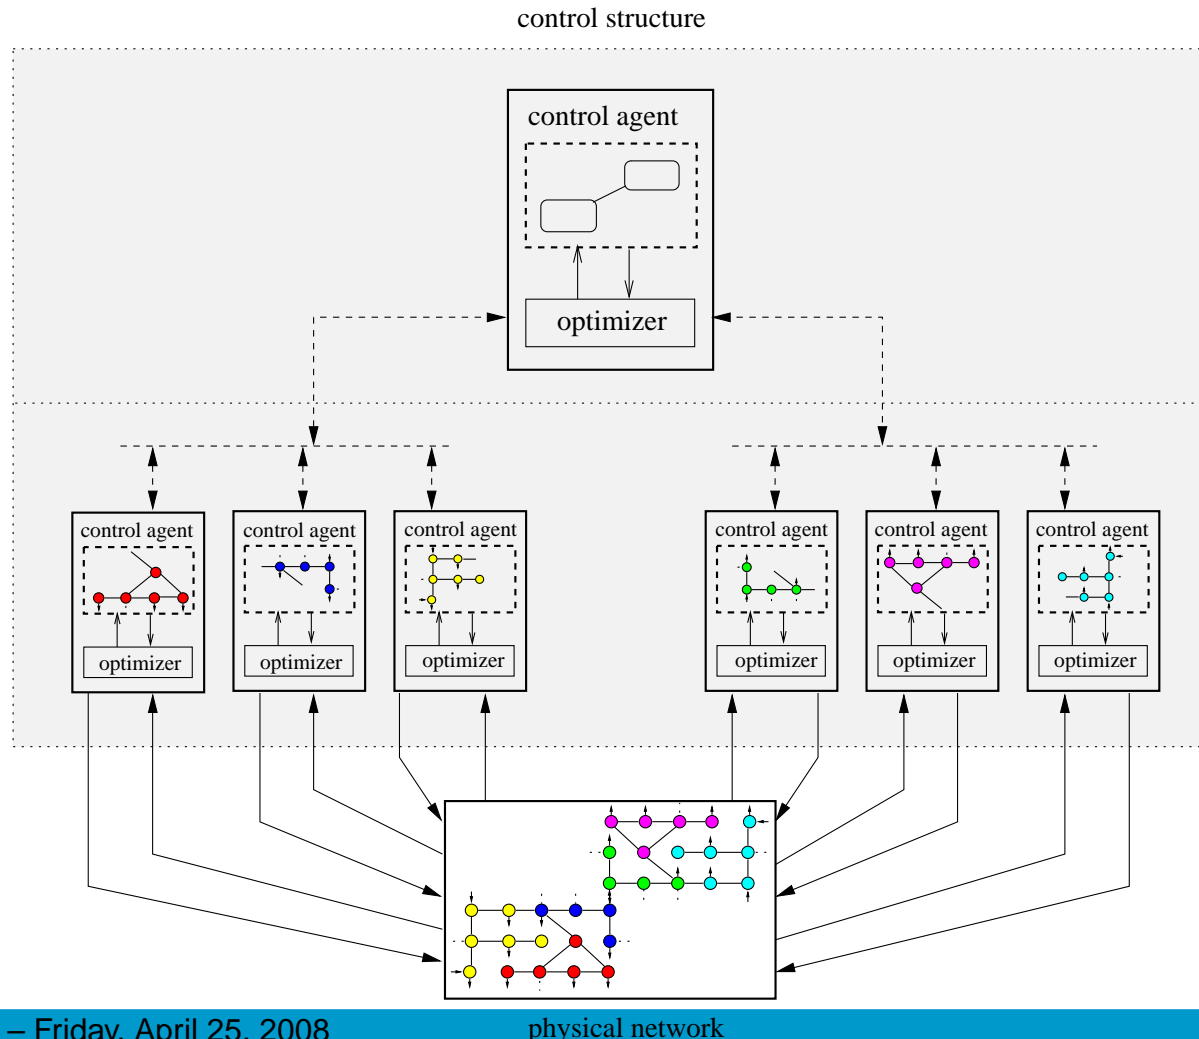 control structure
control agent
optimizer
control agent
control agent
control agent
control agent
control agent
control agent
optimizer
optimizer
optimizer
optimizer
optimizer
optimizer
– Friday, April 25, 2008
physical network